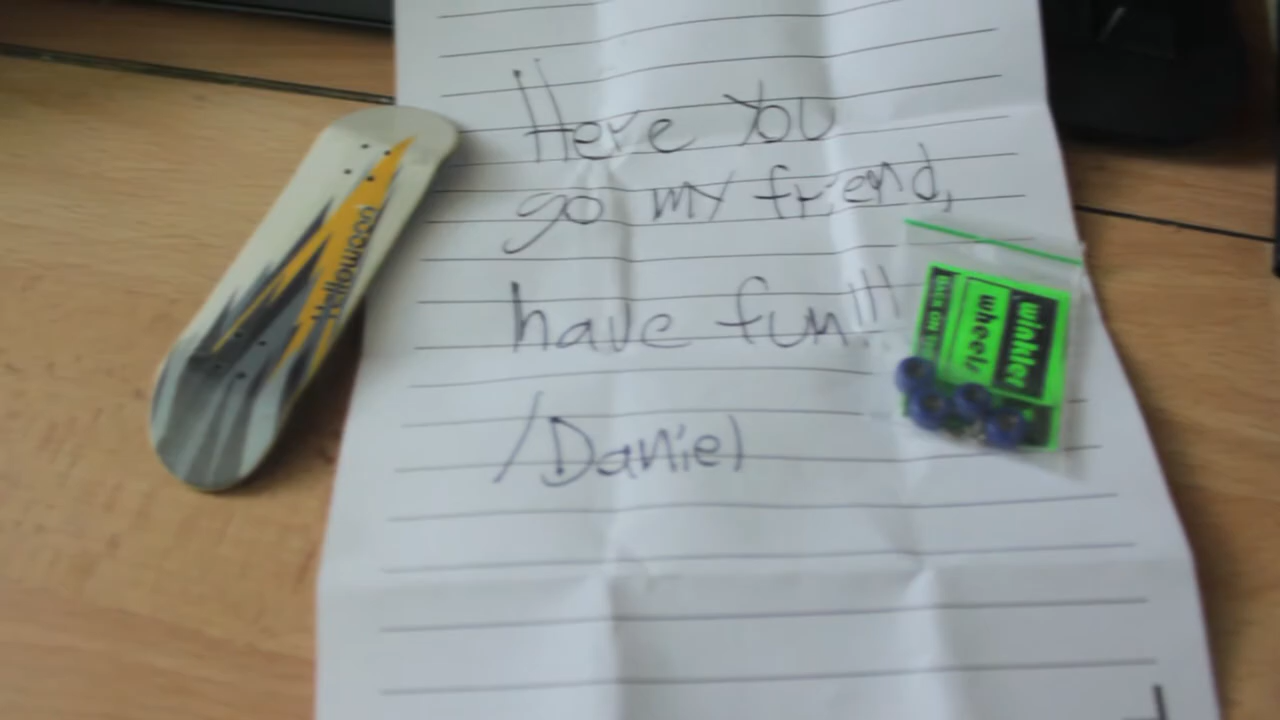 Here You
go my friend,
have fun!!!
/Daniel
Yellowood
winkler
wheels